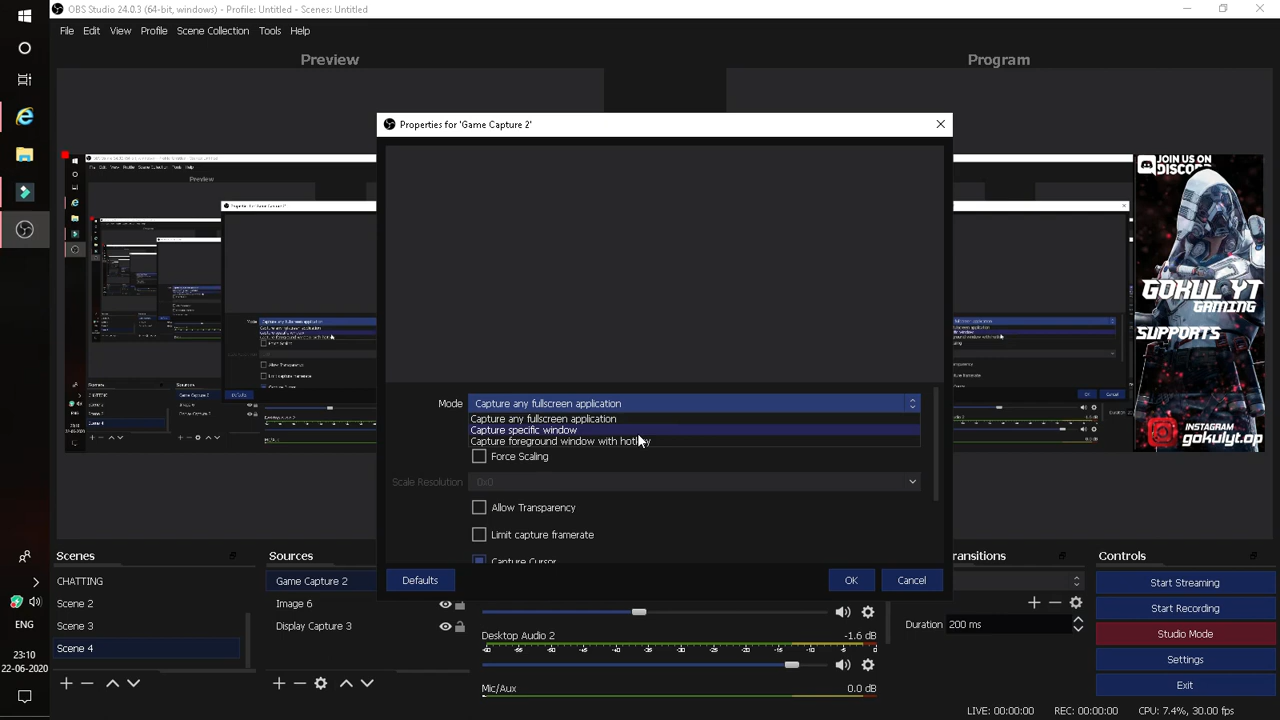 OBS Studio 24.0.3 (64-bit, windows) - Profile: Untitled - Scenes: Untitled
File Edit View Profile Scene Collection Tools Help
Preview
Program
Properties for 'Game Capture 2'
Preview
JOIN US ON
DISCORD
GOKUL YT
GAMING
SUPPORTS
INSTAGRAM
gokulyt.op
Mode Capture any fullscreen application
Capture any fullscreen application
Capture specific window
Capture foreground window with hotkey
Force Scaling
Scale Resolution 0x0
Allow Transparency
Limit capture framerate
Capture Cursor
Defaults OK Cancel
Scenes
CHATTING
Scene 2
Scene 3
Scene 4
Sources
Game Capture 2
Image 6
Display Capture 3
Desktop Audio 2 -1.6 dB
Mic/Aux 0.0 dB
ransitions
Duration 200 ms
Controls
Start Streaming
Start Recording
Studio Mode
Settings
Exit
LIVE: 00:00:00 REC: 00:00:00 CPU: 7.4%, 30.00 fps
ENG
23:10
22-06-2020